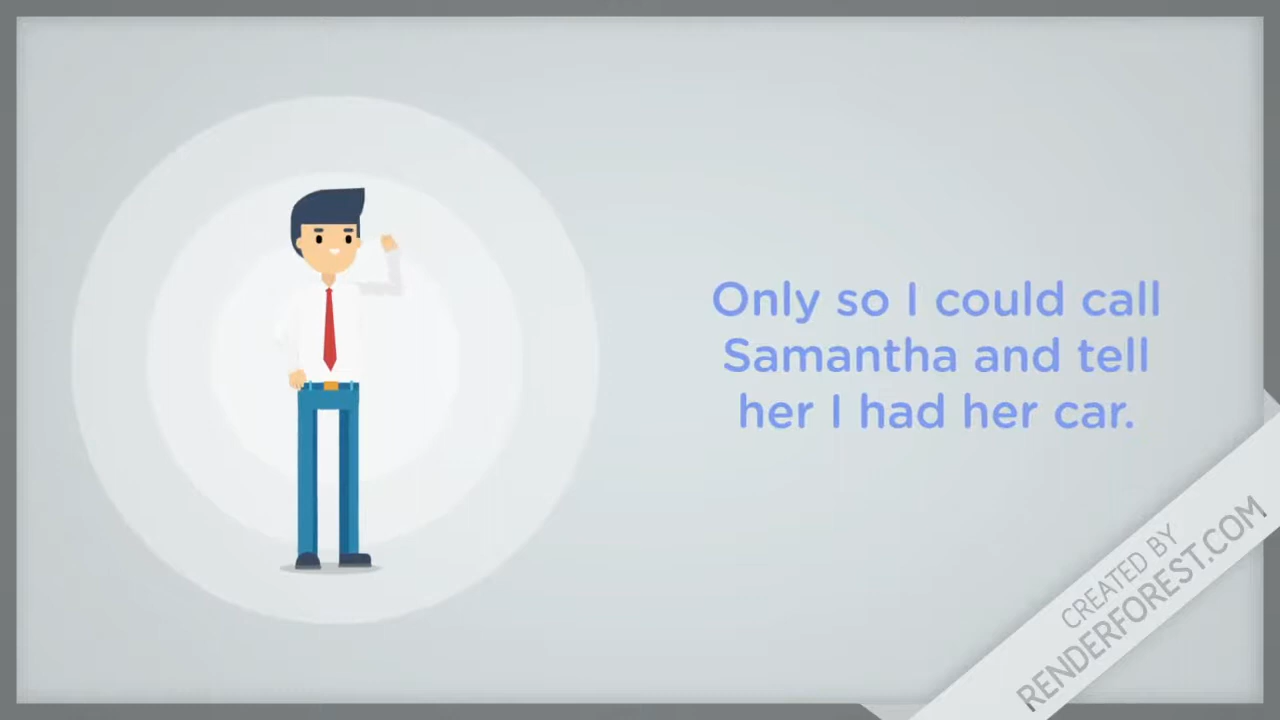 Only so I could call
Samantha and tell
her I had her car.
CREATED BY
RENDERFOREST.COM